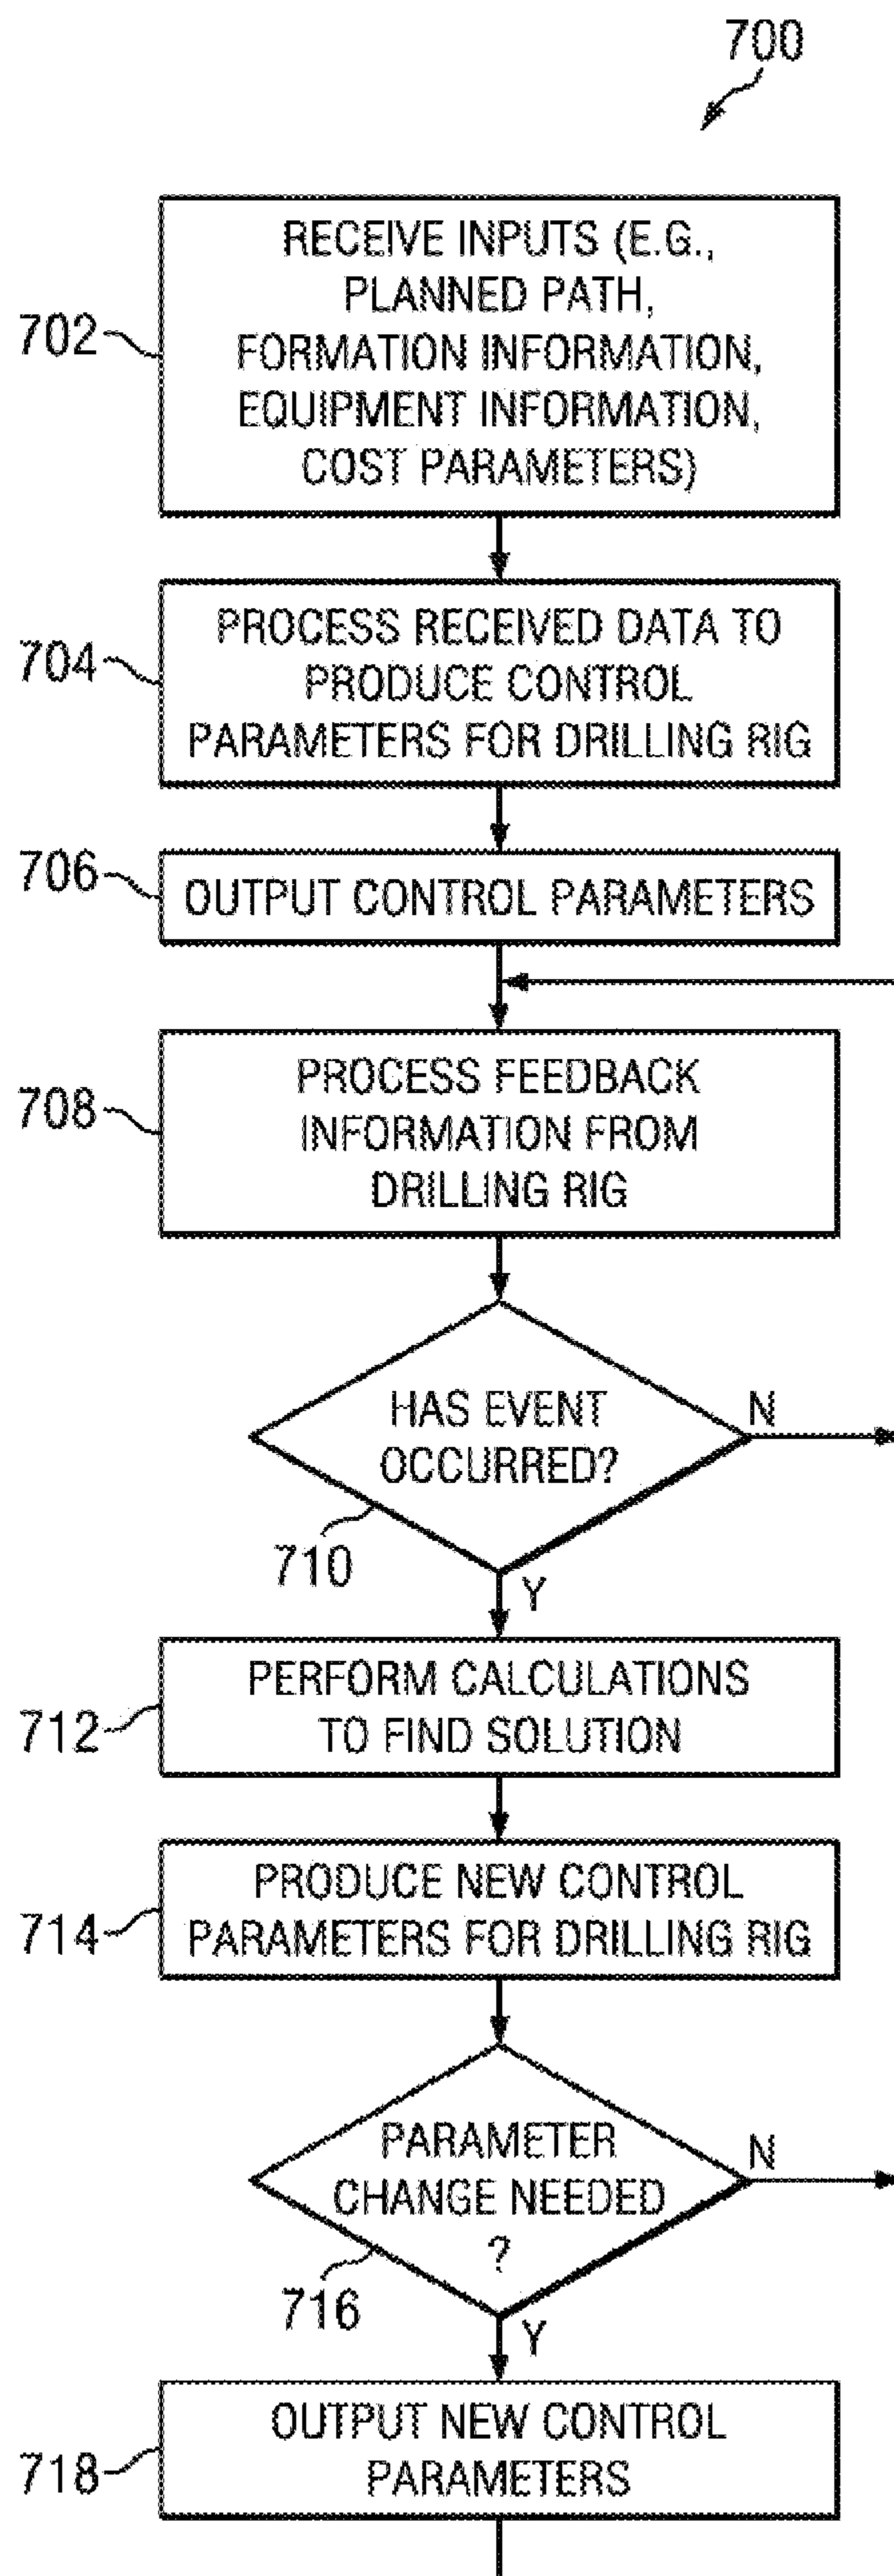 700
702
RECEIVE INPUTS (E.G.,
PLANNED PATH,
FORMATION INFORMATION,
EQUIPMENT INFORMATION,
COST PARAMETERS)
704
PROCESS RECEIVED DATA TO
PRODUCE CONTROL
PARAMETERS FOR DRILLING RIG
706
OUTPUT CONTROL PARAMETERS
708
PROCESS FEEDBACK
INFORMATION FROM
DRILLING RIG
HAS EVENT
OCCURRED?
N
710
Y
712
PERFORM CALCULATIONS
TO FIND SOLUTION
714
PRODUCE NEW CONTROL
PARAMETERS FOR DRILLING RIG
PARAMETER
CHANGE NEEDED
?
N
716
Y
718
OUTPUT NEW CONTROL
PARAMETERS